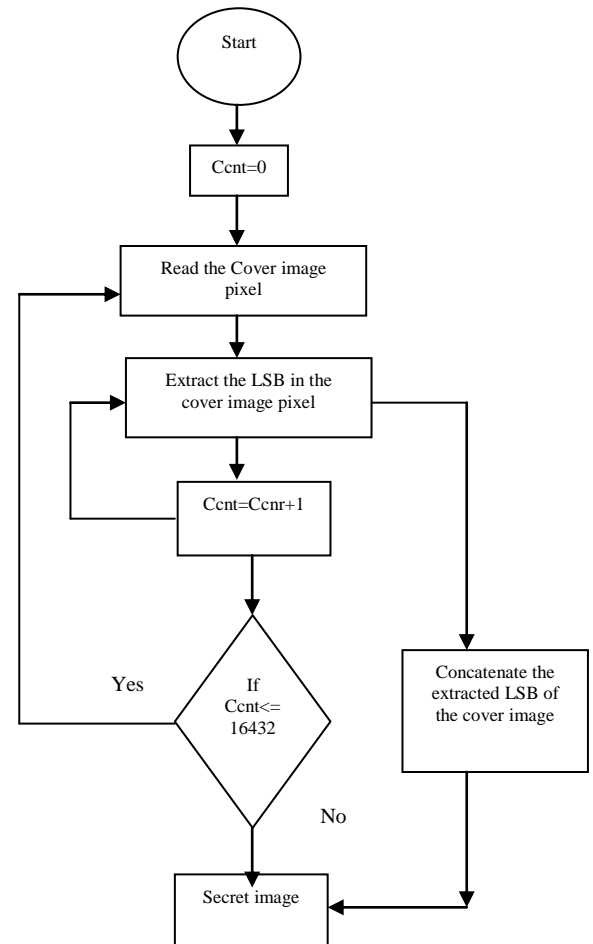 Start
Ccnt=0
Read the Cover image
pixel
Extract the LSB in the
cover image pixel
Ccnt=Ccnr+1
If
Ccnt<=
16432
Yes
No
Concatenate the
extracted LSB of
the cover image
Secret image